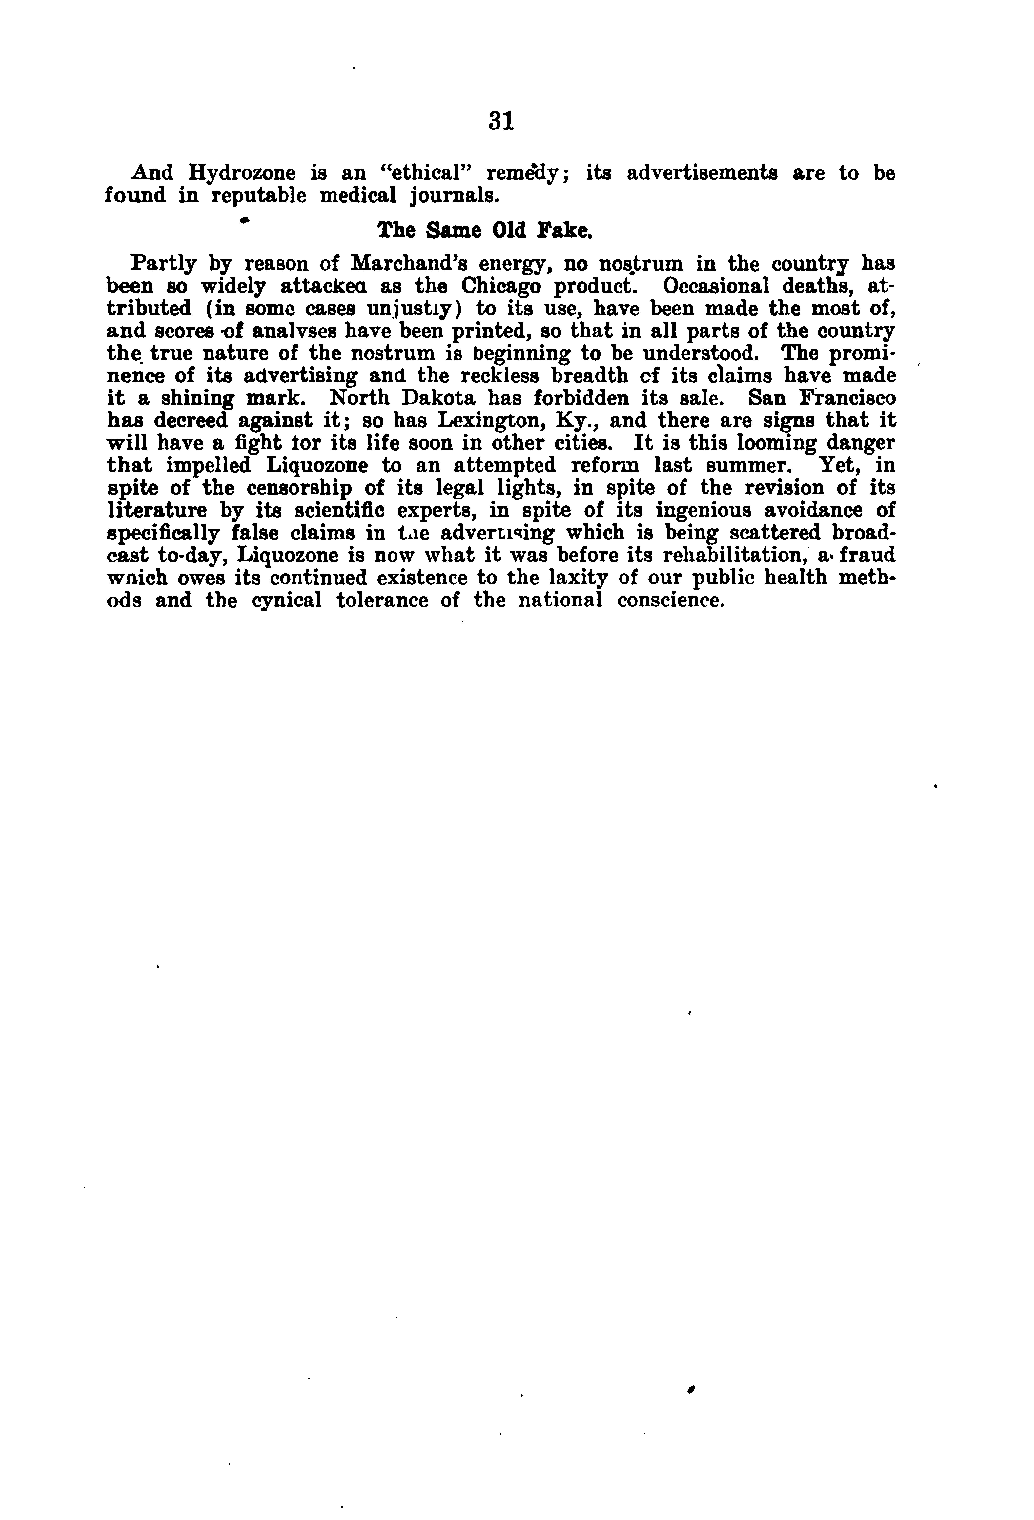 31
And Hydrozone is an “ethical” remedy; its advertisements are to be
found in reputable medical journals.
The Same Old Fake.
Partly by reason of Marchand's energy, no nostrum in the country has
been so widely attacked as the Chicago product. Occasional deaths, at-
tributed (in some cases unjustly) to its use, have been made the most of,
and scores of analyses have been printed, so that in all parts of the country
the true nature of the nostrum is beginning to be understood. The promi-
nence of its advertising and the reckless breadth of its claims have made
it a shining mark. North Dakota has forbidden its sale. San Francisco
has decreed against it; so has Lexington, Ky., and there are signs that it
will have a fight for its life soon in other cities. It is this looming danger
that impelled Liquozone to an attempted reform last summer. Yet, in
spite of the censorship of its legal lights, in spite of the revision of its
literature by its scientific experts, in spite of its ingenious avoidance of
specifically false claims in the advertising which is being scattered broad-
cast to-day, Liquozone is now what it was before its rehabilitation, a fraud
which owes its continued existence to the laxity of our public health meth-
ods and the cynical tolerance of the national conscience.